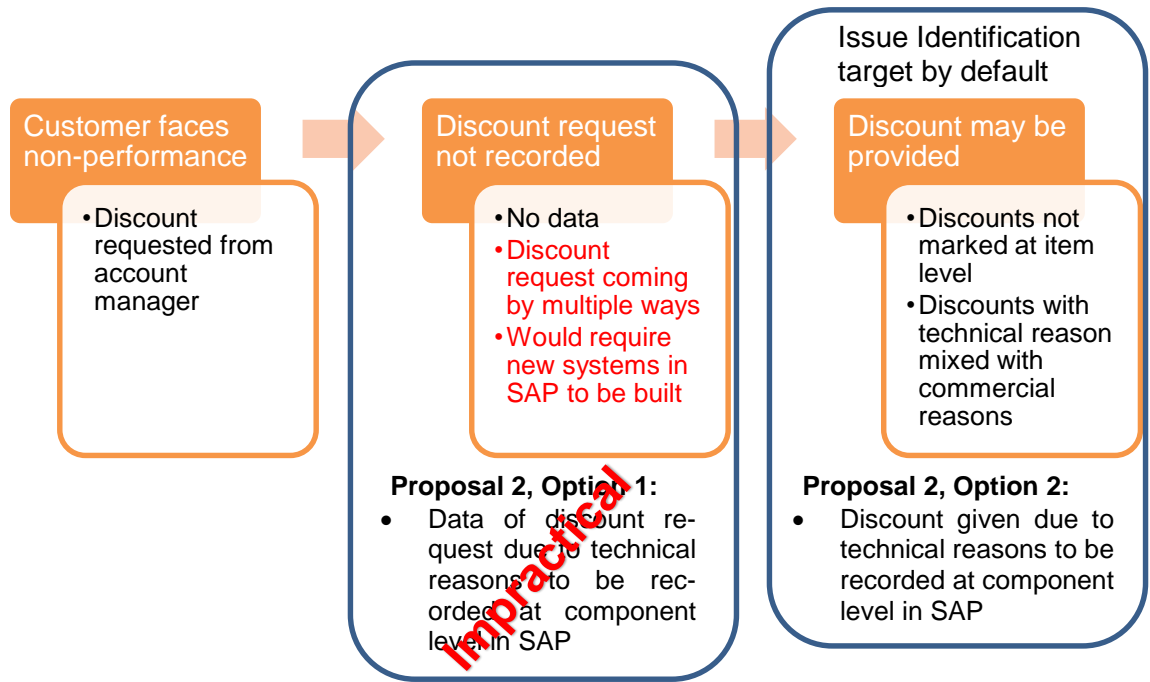 Customer faces
non-performance
•Discount
requested from
account
manager
Discount request
not recorded
•No data
•Discount
request coming
by multiple ways
•Would require
new systems in
SAP to be built
Proposal 2, Option 1:
• Data of discount re-
quest due to technical
reasons to be rec-
orded at component
level in SAP
Impractical
Issue Identification
target by default
Discount may be
provided
•Discounts not
marked at item
level
•Discounts with
technical reason
mixed with
commercial
reasons
Proposal 2, Option 2:
• Discount given due to
technical reasons to be
recorded at component
level in SAP